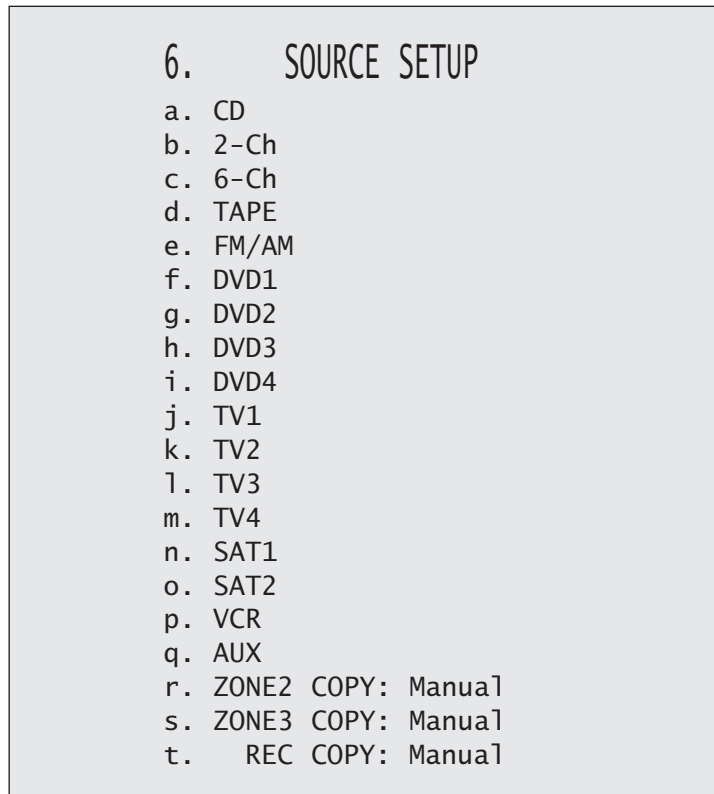 6. SOURCE SETUP
a. CD
b. 2-Ch
c. 6-Ch
d. TAPE
e. FM/AM
f. DVD1
g. DVD2
h. DVD3
i. DVD4
j. TV1
k. TV2
l. TV3
m. TV4
n. SAT1
o. SAT2
p. VCR
q. AUX
r. ZONE2 COPY: Manual
s. ZONE3 COPY: Manual
t. REC COPY: Manual